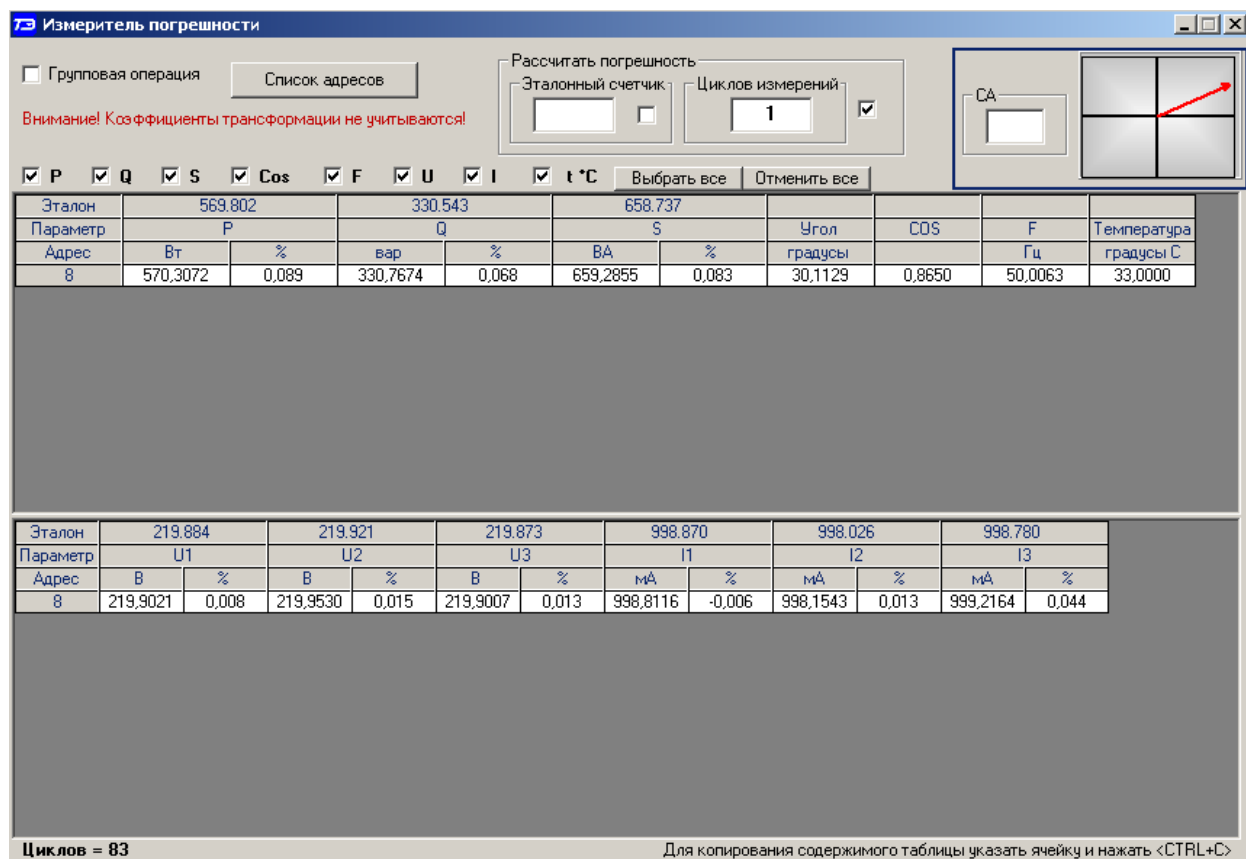 ТЭ Измеритель погрешности
Групповая операция
Список адресов
Внимание! Коэффициенты трансформации не учитываются!
Рассчитать погрешность
Эталонный счетчик
Циклов измерений
1
СА
P Q S Cos F U I t °C Выбрать все Отменить все
Эталон 569.802 330.543 658.737
Параметр P Q S Угол COS F Температура
Адрес Вт % вар % ВА % градусы Гц градусы С
8 570,3072 0,089 330,7674 0,068 659,2855 0,083 30,1129 0,8650 50,0063 33,0000
Эталон 219.884 219.921 219.873 998.870 998.026 998.780
Параметр U1 U2 U3 I1 I2 I3
Адрес В % В % В % мА % мА % мА %
8 219,9021 0,008 219,9530 0,015 219,9007 0,013 998,8116 -0,006 998,1543 0,013 999,2164 0,044
Циклов = 83 Для копирования содержимого таблицы указать ячейку и нажать <CTRL+C>